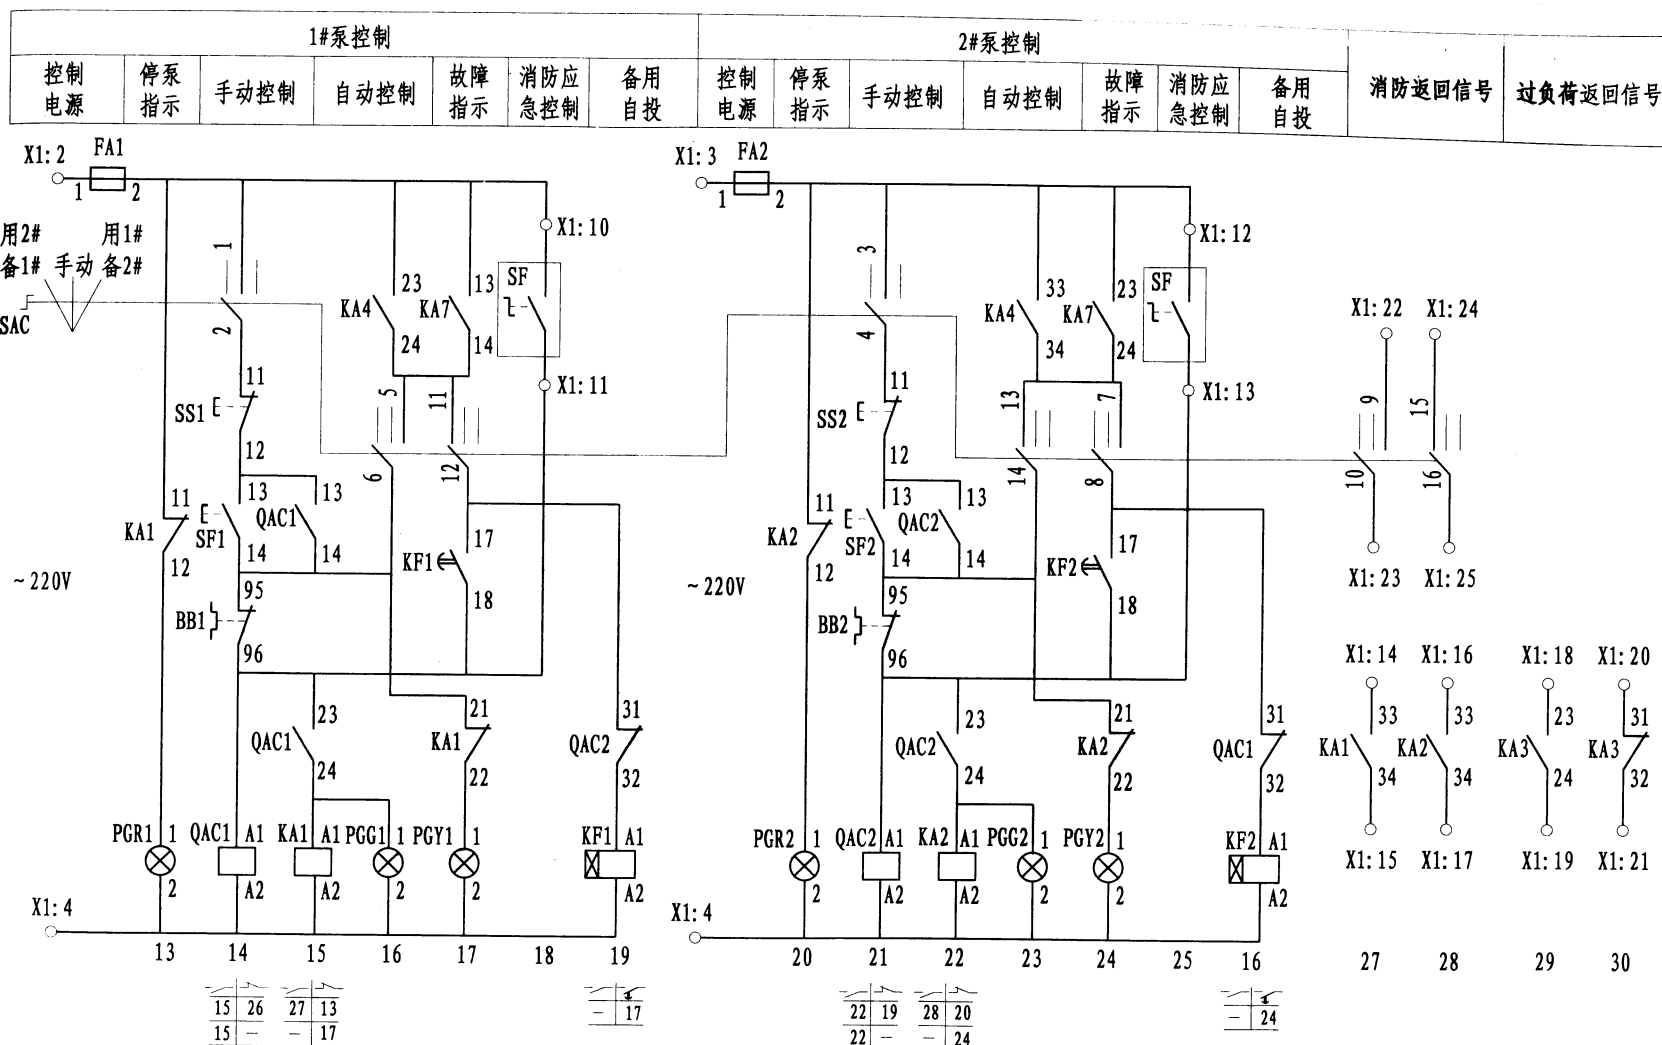 1#泵控制
2#泵控制
控制
电源
停泵
指示
手动控制
自动控制
故障
指示
消防应
急控制
备用
自投
控制
电源
停泵
指示
手动控制
自动控制
故障
指示
消防应
急控制
备用
自投
消防返回信号
过负荷返回信号
X1:2
FA1
1 2
X1:3
FA2
1 2
用2# 用1#
备1# 手动 备2#
SAC
1
2
X1:10
KA4
23
24
KA7
13
14
SF
X1:11
3
4
X1:12
KA4
33
34
KA7
23
24
SF
X1:13
X1:22 X1:24
SS1
11
12
5
6
11
12
SS2
11
12
13
14
7
8
9
10
15
16
X1:23 X1:25
KA1
11
12
SF1
13
14
QAC1
13
14
KF1
17
18
KA2
11
12
SF2
13
14
QAC2
13
14
KF2
17
18
~220V
~220V
BB1
95
96
BB2
95
96
X1:14 X1:16 X1:18 X1:20
QAC1
23
24
KA1
21
22
QAC2
31
32
QAC2
23
24
KA2
21
22
QAC1
31
32
KA1
33
34
KA2
33
34
KA3
23
24
KA3
31
32
X1:15 X1:17 X1:19 X1:21
PGR1 1
2
QAC1 A1
A2
KA1 A1
A2
PGG1 1
2
PGY1 1
2
KF1 A1
A2
PGR2 1
2
QAC2 A1
A2
KA2 A1
A2
PGG2 1
2
PGY2 1
2
KF2 A1
A2
X1:4
X1:4
13 14 15 16 17 18 19 20 21 22 23 24 25 16 27 28 29 30
15 26
15 -
27 13
- 17
- 17
22 19
22 -
28 20
- 24
- 24